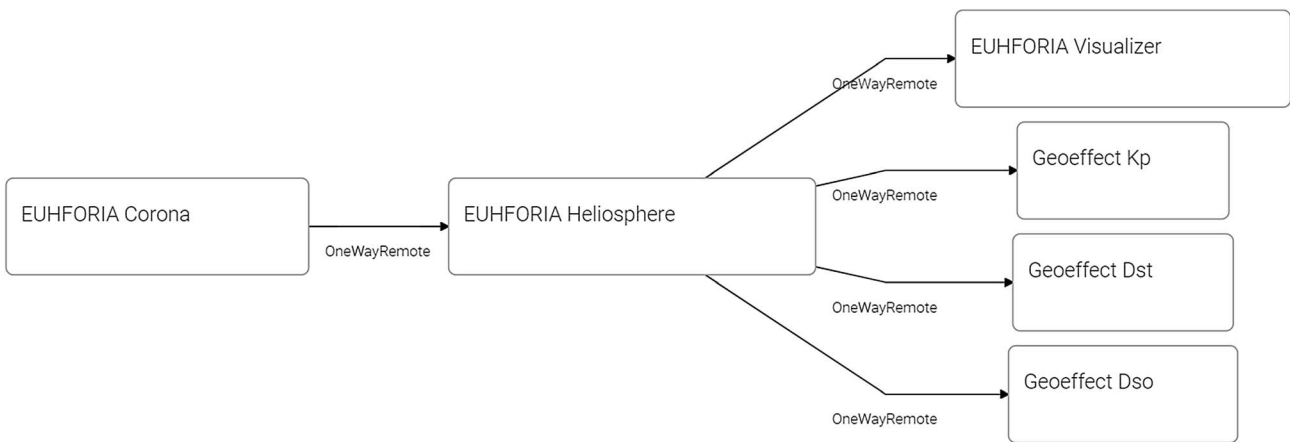 EUHFORIA Visualizer
OneWayRemote
Geoeffect Kp
OneWayRemote
EUHFORIA Corona
EUHFORIA Heliosphere
OneWayRemote
Geoeffect Dst
OneWayRemote
Geoeffect Dso
OneWayRemote